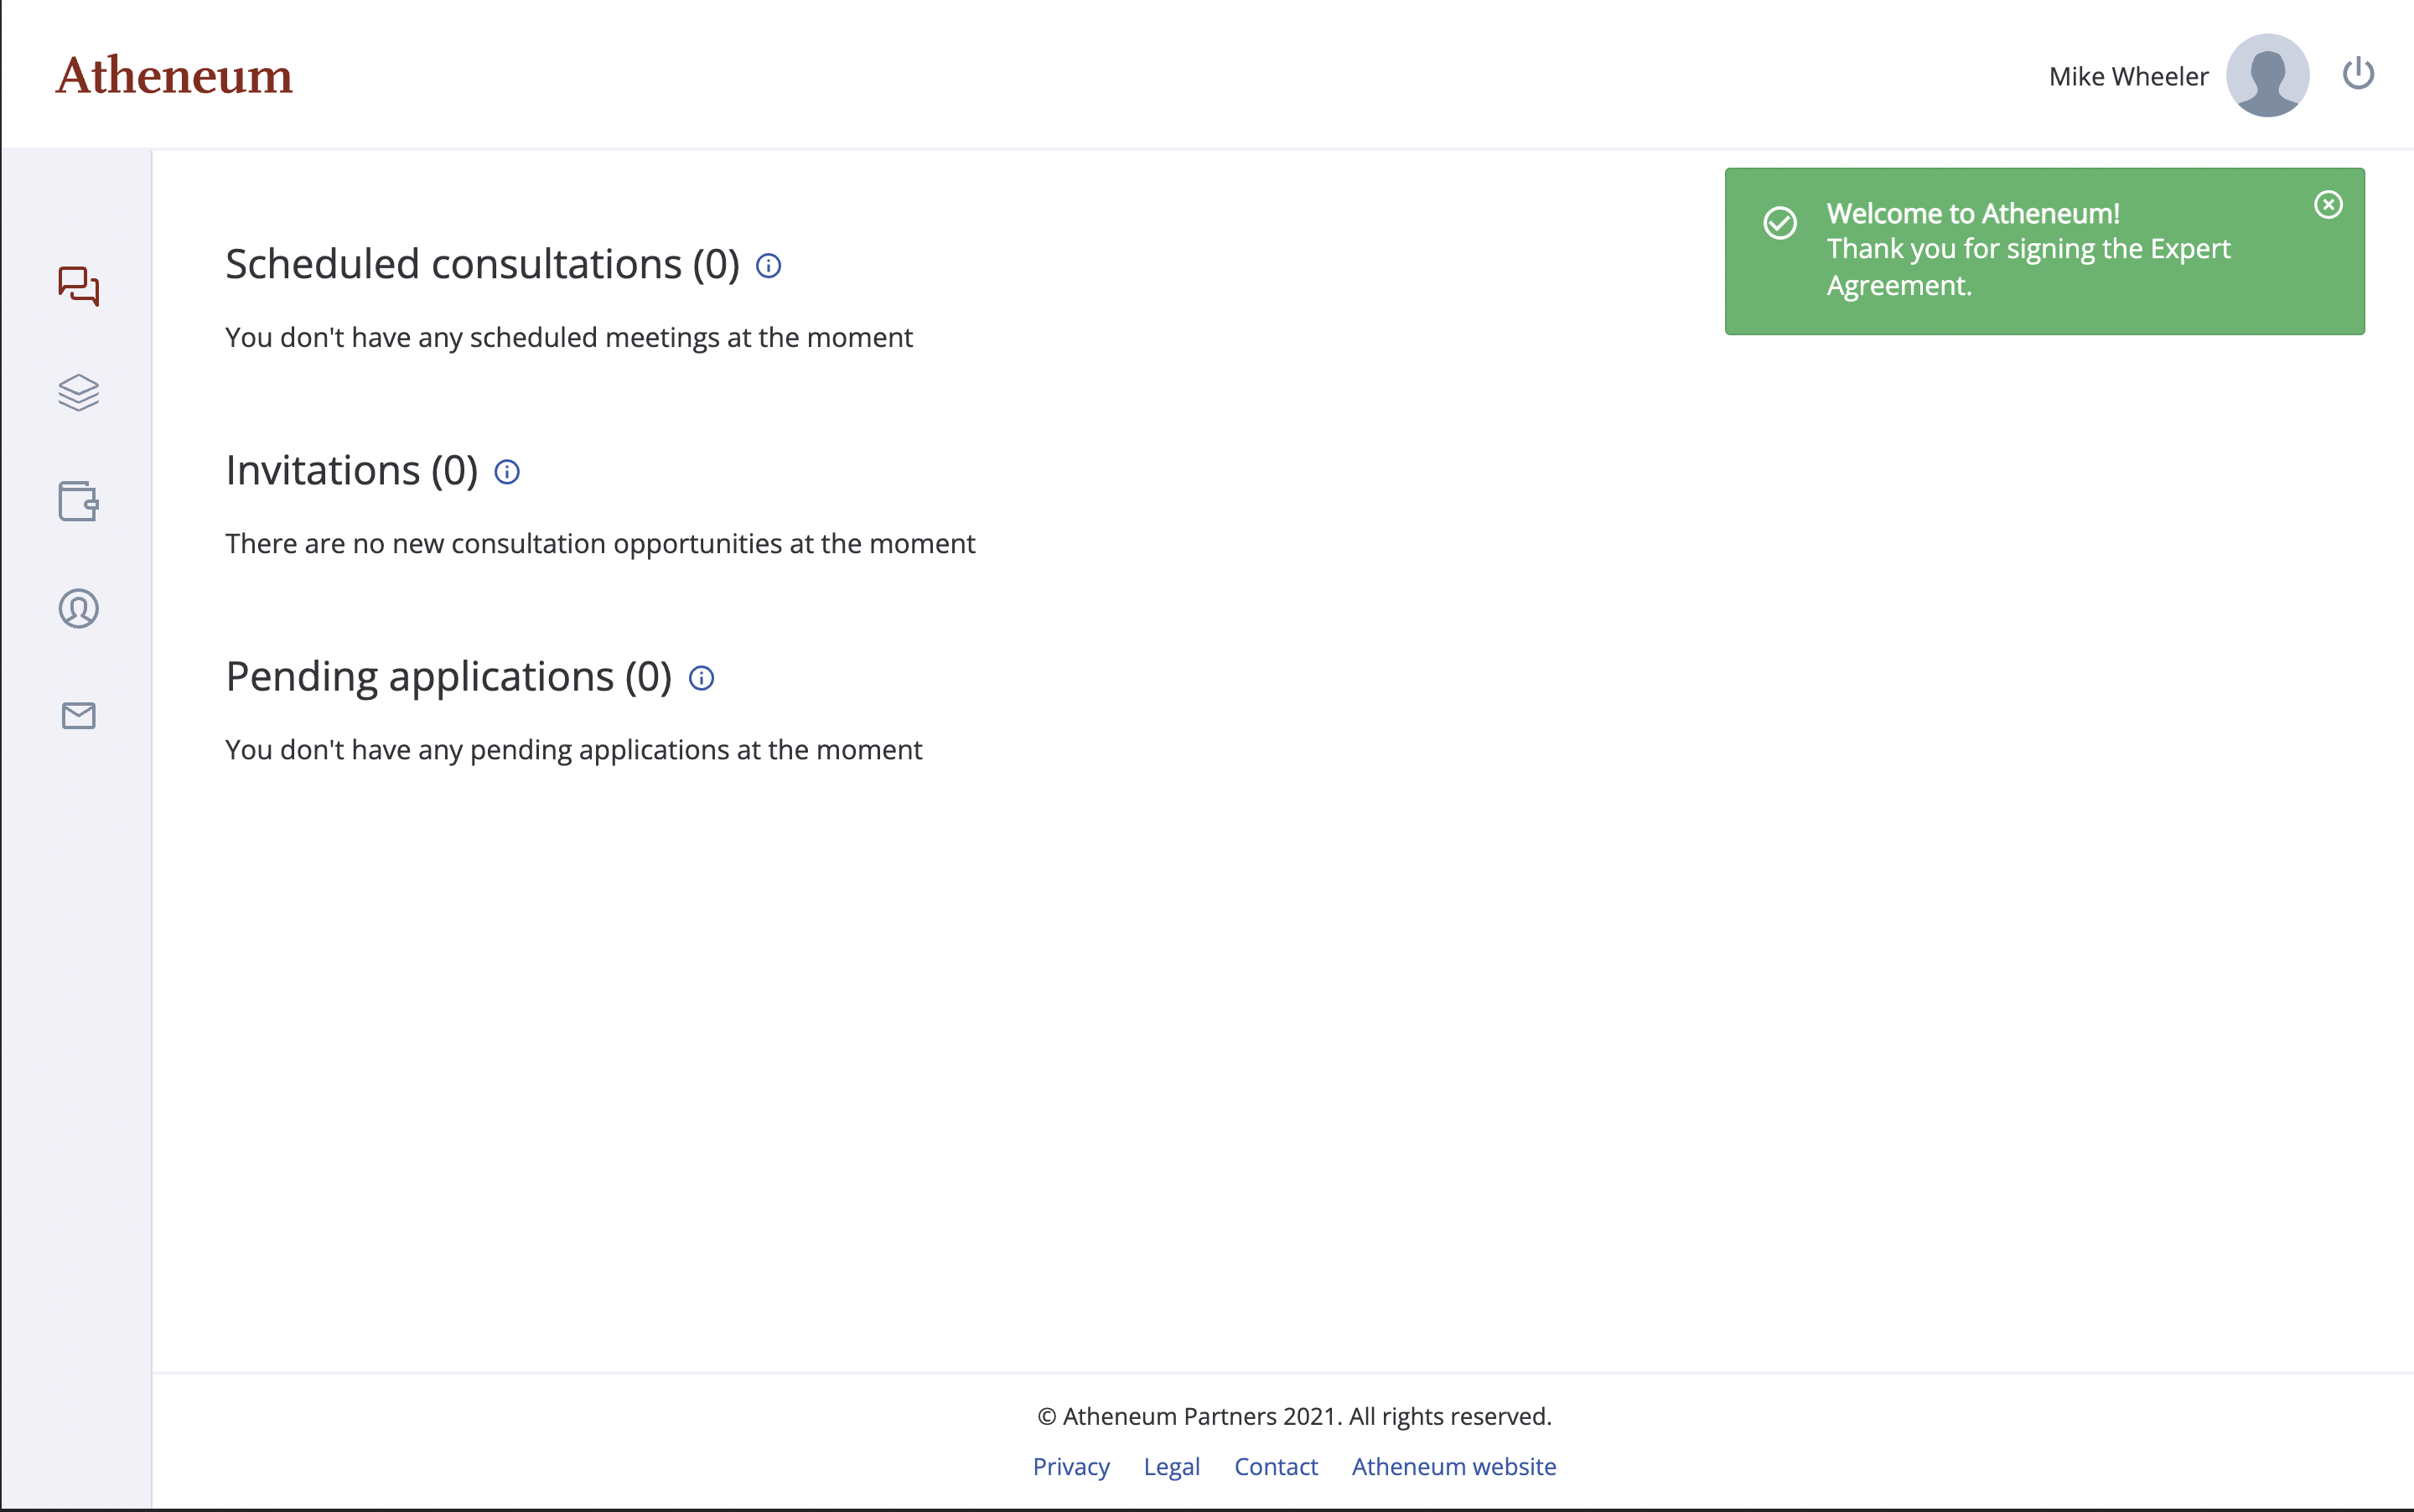 Atheneum
Mike Wheeler
Welcome to Atheneum!
Thank you for signing the Expert
Agreement.
Scheduled consultations (0)
You don't have any scheduled meetings at the moment
Invitations (0)
There are no new consultation opportunities at the moment
Pending applications (0)
You don't have any pending applications at the moment
© Atheneum Partners 2021. All rights reserved.
Privacy Legal Contact Atheneum website